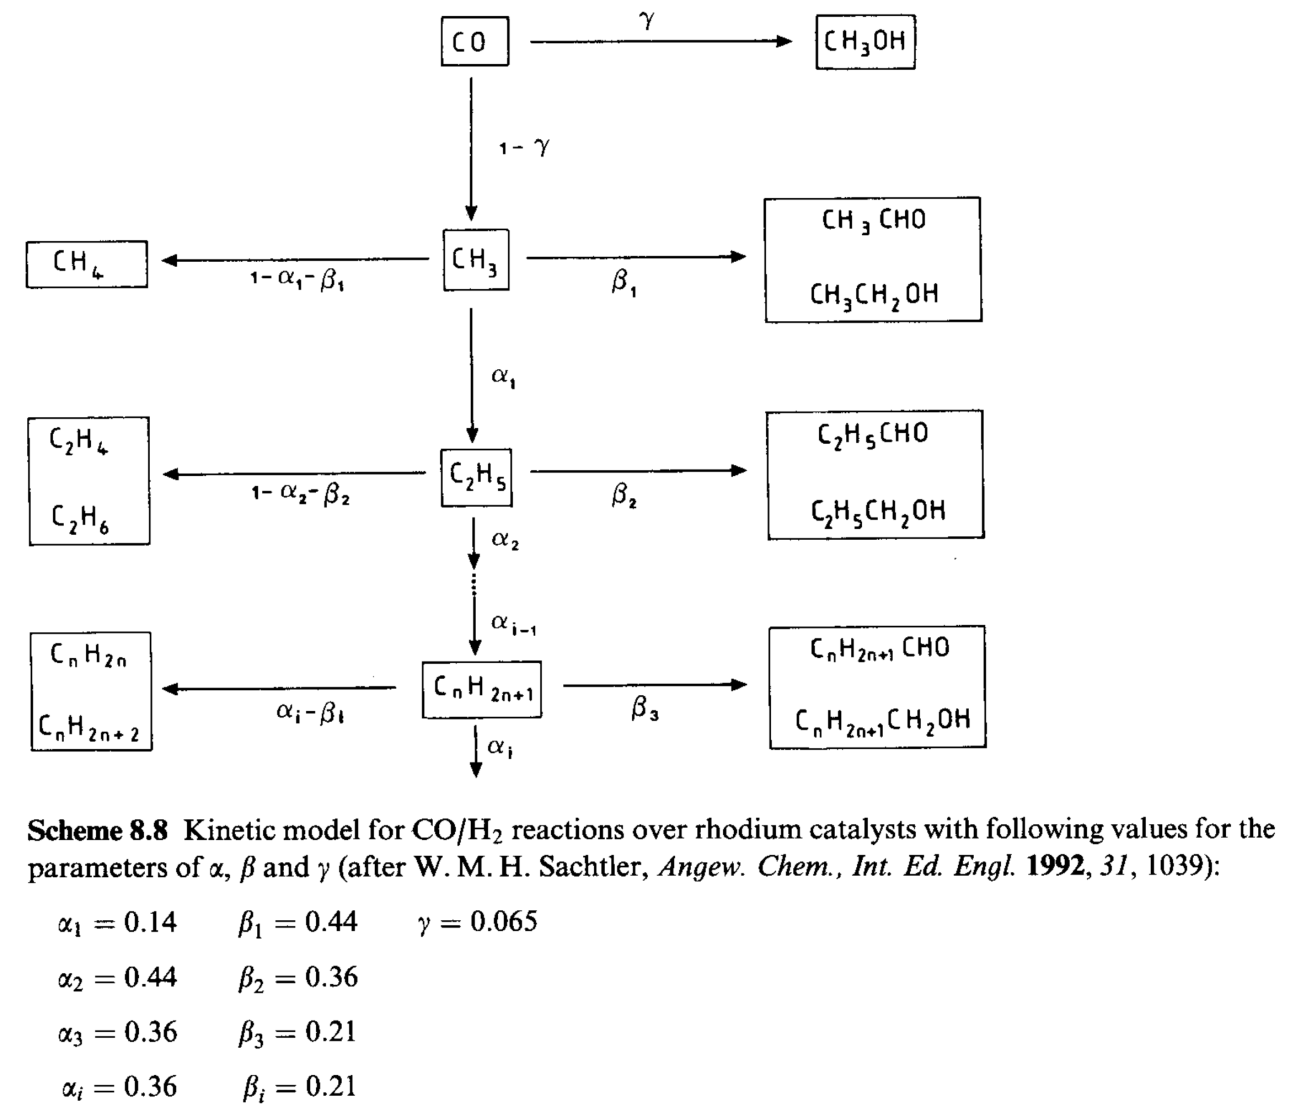 CO γ CH₃OH
1- γ
CH₄ 1-α₁-β₁ CH₃ β₁ CH₃CHO
CH₃CH₂OH
α₁
C₂H₄ C₂H₅CHO
1-α₂-β₂ C₂H₅ β₂
C₂H₆ C₂H₅CH₂OH
α₂
αᵢ₋₁
CₙH₂ₙ CₙH₂ₙ₊₁CHO
αᵢ-βᵢ CₙH₂ₙ₊₁ β₃
CₙH₂ₙ₊₂ CₙH₂ₙ₊₁CH₂OH
αᵢ
Scheme 8.8 Kinetic model for CO/H₂ reactions over rhodium catalysts with following values for the
parameters of α, β and γ (after W. M. H. Sachtler, Angew. Chem., Int. Ed. Engl. 1992, 31, 1039):
α₁ = 0.14 β₁ = 0.44 γ = 0.065
α₂ = 0.44 β₂ = 0.36
α₃ = 0.36 β₃ = 0.21
αᵢ = 0.36 βᵢ = 0.21